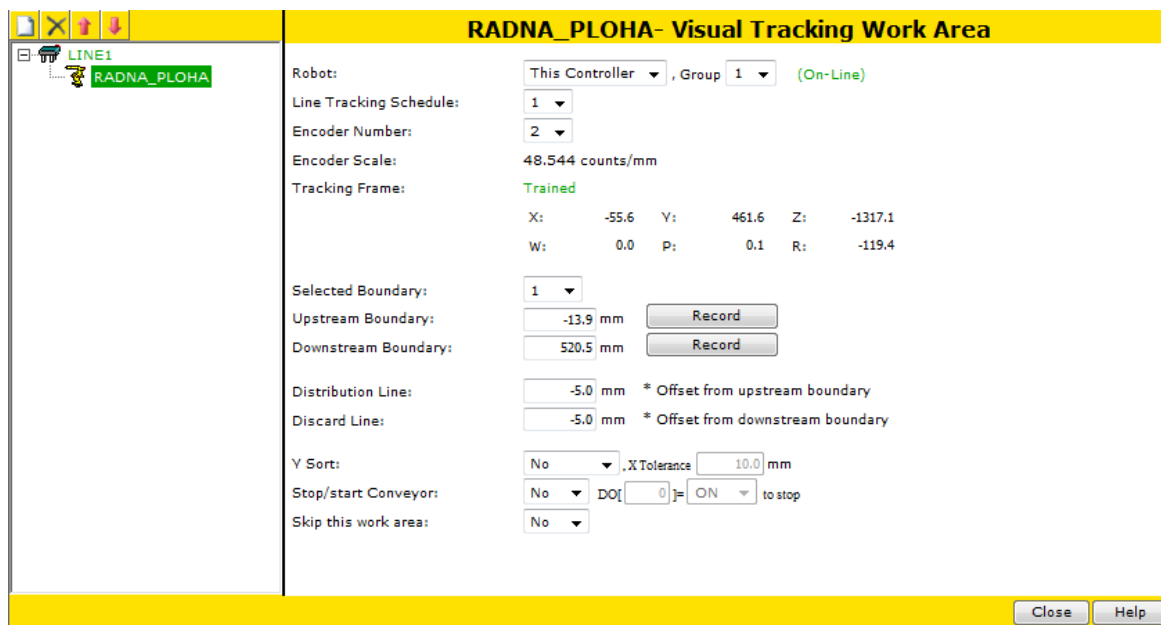 RADNA_PLOHA- Visual Tracking Work Area
LINE1
RADNA_PLOHA
Robot: This Controller , Group 1 (On-Line)
Line Tracking Schedule: 1
Encoder Number: 2
Encoder Scale: 48.544 counts/mm
Tracking Frame: Trained
X: -55.6 Y: 461.6 Z: -1317.1
W: 0.0 P: 0.1 R: -119.4
Selected Boundary: 1
Upstream Boundary: -13.9 mm Record
Downstream Boundary: 520.5 mm Record
Distribution Line: -5.0 mm * Offset from upstream boundary
Discard Line: -5.0 mm * Offset from downstream boundary
Y Sort: No , X Tolerance 10.0 mm
Stop/start Conveyor: No DO[ 0 ]= ON to stop
Skip this work area: No
Close Help